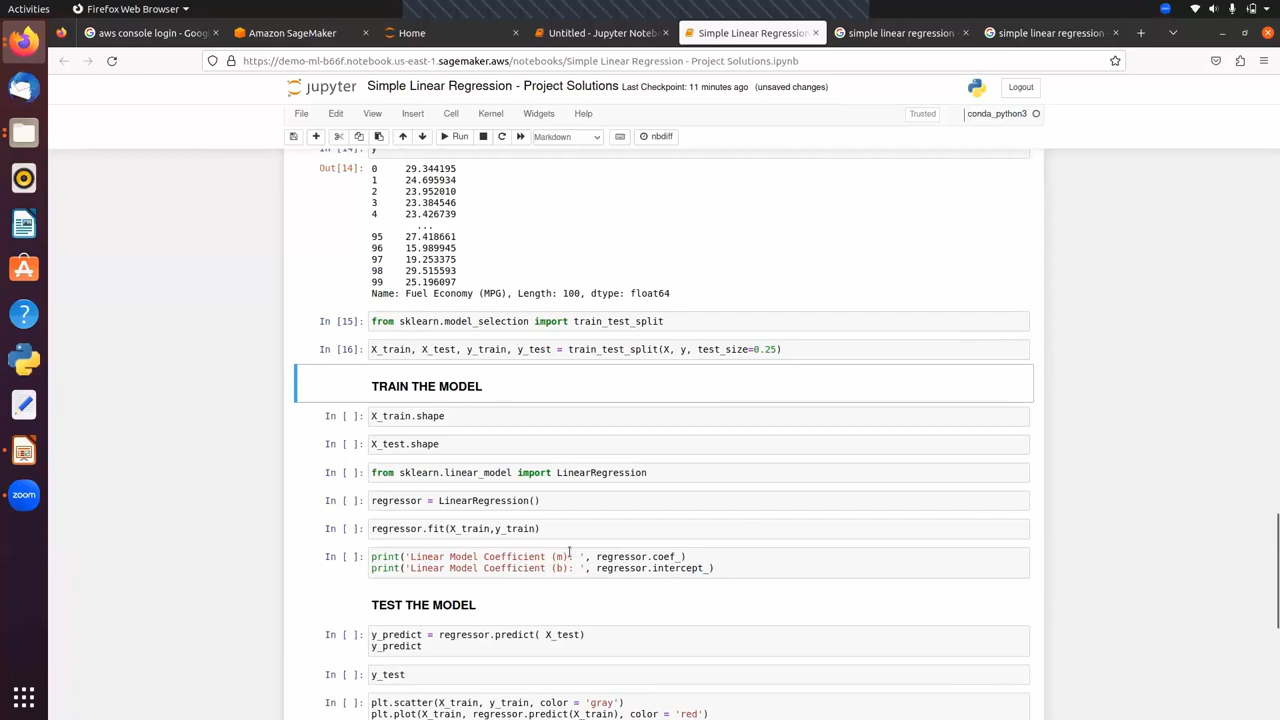 Activities
Firefox Web Browser
aws console login - Goog
Amazon SageMaker
Home
Untitled - Jupyter Noteb
Simple Linear Regression
simple linear regression -
simple linear regression -
https://demo-ml-b66f.notebook.us-east-1.sagemaker.aws/notebooks/Simple Linear Regression - Project Solutions.ipynb
jupyter
Simple Linear Regression - Project Solutions Last Checkpoint: 11 minutes ago (unsaved changes)
Logout
File Edit View Insert Cell Kernel Widgets Help
Trusted
conda_python3
Run
Markdown
nbdiff
In [14]: y
Out[14]: 0 29.344195
1 24.695934
2 23.952010
3 23.384546
4 23.426739
...
95 27.418661
96 15.989945
97 19.253375
98 29.515593
99 25.196097
Name: Fuel Economy (MPG), Length: 100, dtype: float64
In [15]: from sklearn.model_selection import train_test_split
In [16]: X_train, X_test, y_train, y_test = train_test_split(X, y, test_size=0.25)
TRAIN THE MODEL
In [ ]: X_train.shape
In [ ]: X_test.shape
In [ ]: from sklearn.linear_model import LinearRegression
In [ ]: regressor = LinearRegression()
In [ ]: regressor.fit(X_train,y_train)
In [ ]: print('Linear Model Coefficient (m): ', regressor.coef_)
print('Linear Model Coefficient (b): ', regressor.intercept_)
TEST THE MODEL
In [ ]: y_predict = regressor.predict( X_test)
y_predict
In [ ]: y_test
In [ ]: plt.scatter(X_train, y_train, color = 'gray')
plt.plot(X_train, regressor.predict(X_train), color = 'red')
zoom